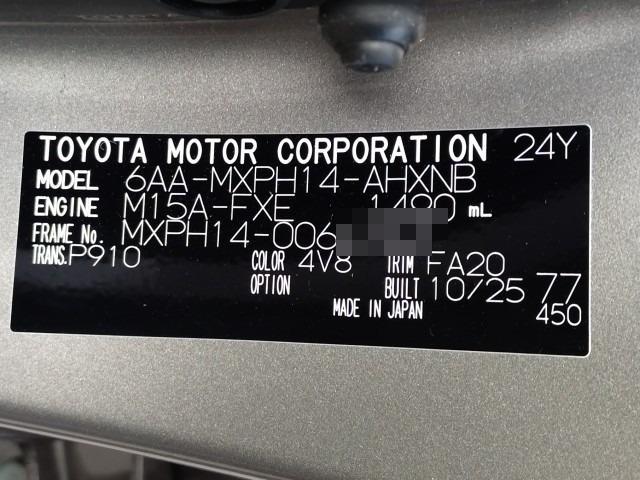 TOYOTA MOTOR CORPORATION 24Y
MODEL 6AA-MXPH14-AHXNB
ENGINE M15A-FXE 1490 mL
FRAME No. MXPH14-006
TRANS. P910 COLOR 4V8 TRIM FA20
OPTION BUILT 10/25 77
MADE IN JAPAN 450